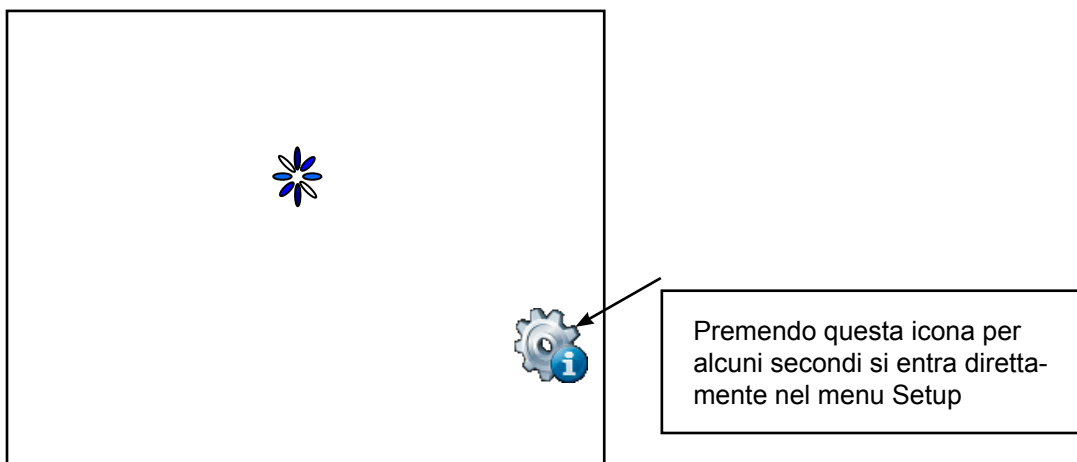 Premendo questa icona per
alcuni secondi si entra diretta-
mente nel menu Setup